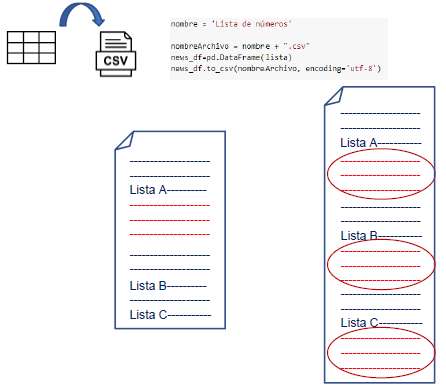 CSV
nombre = 'Lista de números'
nombreArchivo = nombre + ".csv"
news_df=pd.DataFrame(lista)
news_df.to_csv(nombreArchivo, encoding='utf-8')
Lista A-----------
Lista B-----------
Lista C------------
Lista A------------
Lista B------------
Lista C------------